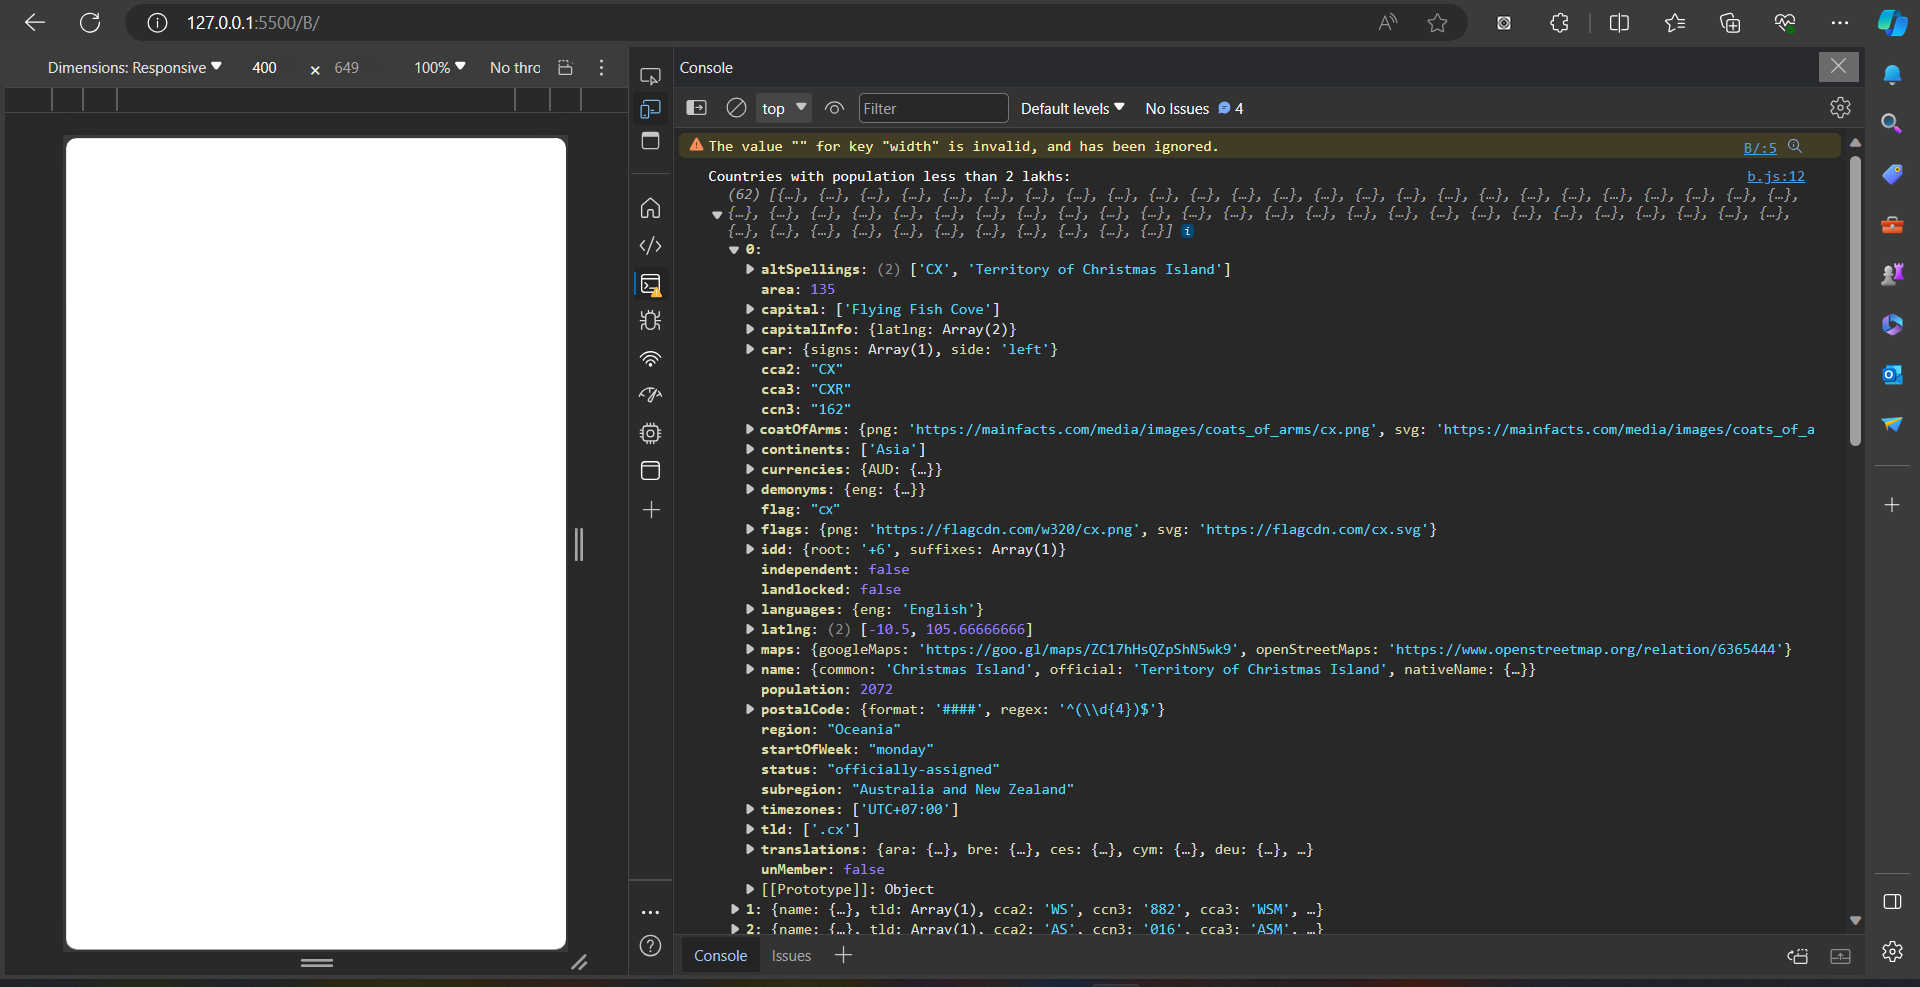 127.0.0.1:5500/B/
Dimensions: Responsive 400 × 649 100% No thro
Console
top Filter Default levels No Issues 4
The value "" for key "width" is invalid, and has been ignored. B/:5
Countries with population less than 2 lakhs: b.js:12
(62) [{…}, {…}, {…}, {…}, {…}, {…}, {…}, {…}, {…}, {…}, {…}, {…}, {…}, {…}, {…}, {…}, {…}, {…}, {…}, {…}, {…}, {…}, {…}, {…}, {…},
{…}, {…}, {…}, {…}, {…}, {…}, {…}, {…}, {…}, {…}, {…}, {…}, {…}, {…}, {…}, {…}, {…}, {…}, {…}, {…}, {…}, {…}, {…}, {…}, {…}, {…},
{…}, {…}, {…}, {…}, {…}, {…}, {…}, {…}, {…}, {…}, {…}] i
0:
altSpellings: (2) ['CX', 'Territory of Christmas Island']
area: 135
capital: ['Flying Fish Cove']
capitalInfo: {latlng: Array(2)}
car: {signs: Array(1), side: 'left'}
cca2: "CX"
cca3: "CXR"
ccn3: "162"
coatOfArms: {png: 'https://mainfacts.com/media/images/coats_of_arms/cx.png', svg: 'https://mainfacts.com/media/images/coats_of_a
continents: ['Asia']
currencies: {AUD: {…}}
demonyms: {eng: {…}}
flag: "cx"
flags: {png: 'https://flagcdn.com/w320/cx.png', svg: 'https://flagcdn.com/cx.svg'}
idd: {root: '+6', suffixes: Array(1)}
independent: false
landlocked: false
languages: {eng: 'English'}
latlng: (2) [-10.5, 105.66666666]
maps: {googleMaps: 'https://goo.gl/maps/ZC17hHsQZpShN5wk9', openStreetMaps: 'https://www.openstreetmap.org/relation/6365444'}
name: {common: 'Christmas Island', official: 'Territory of Christmas Island', nativeName: {…}}
population: 2072
postalCode: {format: '####', regex: '^(\\d{4})$'}
region: "Oceania"
startOfWeek: "monday"
status: "officially-assigned"
subregion: "Australia and New Zealand"
timezones: ['UTC+07:00']
tld: ['.cx']
translations: {ara: {…}, bre: {…}, ces: {…}, cym: {…}, deu: {…}, …}
unMember: false
[[Prototype]]: Object
1: {name: {…}, tld: Array(1), cca2: 'WS', ccn3: '882', cca3: 'WSM', …}
2: {name: {…}, tld: Array(1), cca2: 'AS', ccn3: '016', cca3: 'ASM', …}
Console Issues